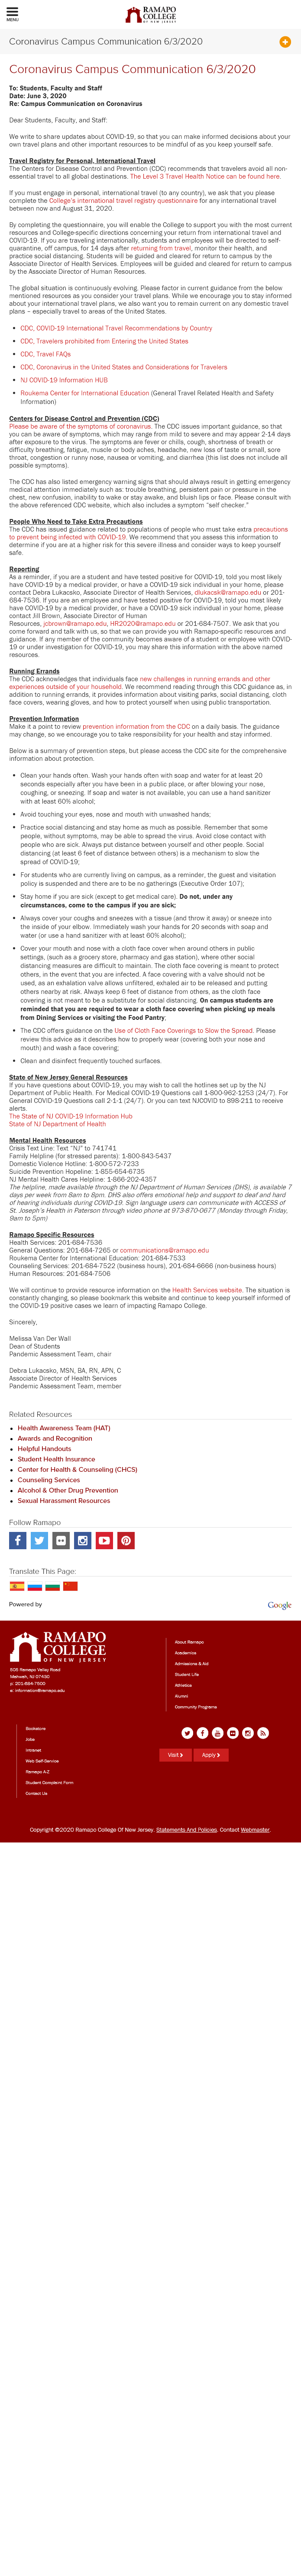 MENU
RAMAPO
COLLEGE
OF NEW JERSEY
Coronavirus Campus Communication 6/3/2020
Coronavirus Campus Communication 6/3/2020
To: Students, Faculty and Staff
Date: June 3, 2020
Re: Campus Communication on Coronavirus
Dear Students, Faculty, and Staff:
We write to share updates about COVID-19, so that you can make informed decisions about your own travel plans and other important resources to be mindful of as you keep yourself safe.
Travel Registry for Personal, International Travel
The Centers for Disease Control and Prevention (CDC) recommends that travelers avoid all non-essential travel to all global destinations. The Level 3 Travel Health Notice can be found here.
If you must engage in personal, international travel (to any country), we ask that you please complete the College's international travel registry questionnaire for any international travel between now and August 31, 2020.
By completing the questionnaire, you will enable the College to support you with the most current resources and College-specific directions concerning your return from international travel and COVID-19. If you are traveling internationally, students and employees will be directed to self-quarantine, off campus, for 14 days after returning from travel, monitor their health, and practice social distancing. Students will be guided and cleared for return to campus by the Associate Director of Health Resources. Employees will be guided and cleared for return to campus by the Associate Director of Human Resources.
The global situation is continuously evolving. Please check for current information from the below mentioned resources as you consider your travel plans. While we encourage you to stay informed about your international travel plans, we also want you to remain current on any domestic travel plans – especially to areas of the United States.
CDC, COVID-19 International Travel Recommendations by Country
CDC, Travelers prohibited from Entering the United States
CDC, Travel FAQs
CDC, Coronavirus in the United States and Considerations for Travelers
NJ COVID-19 Information HUB
Roukema Center for International Education (General Travel Related Health and Safety Information)
Centers for Disease Control and Prevention (CDC)
Please be aware of the symptoms of coronavirus. The CDC issues important guidance, so that you can be aware of symptoms, which may range from mild to severe and may appear 2-14 days after exposure to the virus. The symptoms are fever or chills, cough, shortness of breath or difficulty breathing, fatigue, muscle or body aches, headache, new loss of taste or smell, sore throat, congestion or runny nose, nausea or vomiting, and diarrhea (this list does not include all possible symptoms).
The CDC has also listed emergency warning signs that should always result in getting emergency medical attention immediately such as: trouble breathing, persistent pain or pressure in the chest, new confusion, inability to wake or stay awake, and bluish lips or face. Please search out the above referenced CDC website, which also includes a symptom "self checker."
People Who Need to Take Extra Precautions
The CDC has issued guidance related to populations of people who must take extra precautions to prevent being infected with COVID-19. We recommend that you assess this information to determine if you are at a higher risk for this severe illness and take precautions to keep yourself safe.
Reporting
As a reminder, if you are a student and have tested positive for COVID-19, told you most likely have COVID-19 by a medical provider, or have a COVID-19 sick person in your home immediate, contact Debra Lukacsko, Associate Director of Health Services, dlukacsk@ramapo.edu or 201-684-7536. If you are an employee and have tested positive for COVID-19, told you most likely have COVID-19 by a medical provider, or have a COVID-19 sick person in your home immediate, contact Jill Brown, Associate Director of Human Resources, jcbrown@ramapo.edu, HR2020@ramapo.edu or 201-684-7507. We ask that you come forward and talk with us, so that we can provide you with Ramapo-specific resources and guidance for you. If any member of the community becomes aware of others diagnosed with COVID-19 or under investigation for COVID-19, you may refer them to our office for guidance and resources.
Running Errands
The CDC acknowledges that individuals face new challenges in running errands and other experiences outside of your household. We recommend reading through this CDC guidance as, in addition to running errands, it provides information about visiting parks, social distancing, cloth face covers, wearing gloves, and how to protect yourself when using public transportation.
Prevention Information
Make it a point to review prevention information from the CDC on a daily basis. The guidance may change, so we encourage you to take responsibility for your health and stay informed.
Below is a summary of prevention steps, but please access the CDC site for the comprehensive information about protection.
Clean your hands often. Wash your hands often with soap and water for at least 20 seconds especially after you have been in a public place, or after blowing your nose, coughing, or sneezing. If soap and water is not available, you can use a hand sanitizer with at least 60% alcohol;
Avoid touching your eyes, nose and mouth with unwashed hands;
Practice social distancing and stay home as much as possible. Remember that some people, without symptoms, may be able to spread the virus. Avoid close contact with people who are sick. Always put distance between yourself and other people. Social distancing (at least 6 feet of distance between others) is a mechanism to slow the spread of COVID-19;
For students who are currently living on campus, as a reminder, the guest and visitation policy is suspended and there are to be no gatherings (Executive Order 107);
Stay home if you are sick (except to get medical care). Do not, under any circumstances, come to the campus if you are sick;
Always cover your coughs and sneezes with a tissue (and throw it away) or sneeze into the inside of your elbow. Immediately wash your hands for 20 seconds with soap and water (or use a hand sanitizer with at least 60% alcohol);
Cover your mouth and nose with a cloth face cover when around others in public settings, (such as a grocery store, pharmacy and gas station), where other social distancing measures are difficult to maintain. The cloth face covering is meant to protect others, in the event that you are infected. Please remember that cloth face coverings should not be placed on young children under age 2, or others who are not physically able to remove it on their own. Always keep 6 feet of distance from others, as the cloth face covering is not to be used as a substitute for social distancing. On campus students are reminded that you are required to wear a cloth face cover when picking up meals from Dining Services or visiting the Food Pantry;
The CDC offers guidance on the Use of Cloth Face Coverings to Slow the Spread. Please review this advice as it describes how to properly wear (covering both your nose and mouth) and wash a face covering;
Clean and disinfect frequently touched surfaces.
State of New Jersey General Resources
If you have questions about COVID-19, you may wish to call the hotlines set up by the NJ Department of Public Health. For Medical COVID-19 Questions call 1-800-962-1253 (24/7). For General COVID-19 Questions call 2-1-1 (24/7). Or you can text NJCOVID to 898-211 to receive alerts.
The State of NJ COVID-19 Information Hub
State of NJ Department of Health
Mental Health Resources
Crisis Text Line: Text "NJ" to 741741
Family Helpline (for stressed parents): 1-800-843-5437
Domestic Violence Hotline: 1-800-572-7233
Suicide Prevention Hopeline: 1-855-654-6735
NJ Mental Health Cares Helpline: 1-866-202-4357
The helpline, made available through the NJ Department of Human Services (DHS), is available 7 days per week from 8am to 8pm. DHS also offers emotional help and support to deaf and hard of hearing individuals during COVID-19. Sign language users can communicate with ACCESS of St. Joseph's Health in Paterson through video phone at 973-870-0677 (Monday through Friday, 9am to 5pm)
Ramapo Specific Resources
Health Services: 201-684-7536
General Questions: 201-684-7265 or communications@ramapo.edu
Roukema Center for International Education: 201-684-7533
Counseling Services: 201-684-7522 (business hours), 201-684-6666 (non-business hours)
Human Resources: 201-684-7506
We will continue to provide resource information on the Health Services website. The situation is constantly changing, so please bookmark this website and continue to keep yourself informed of the COVID-19 public cases well or impacting Ramapo College.
Sincerely,
Melissa Van Der Wall
Dean of Students
Pandemic Assessment Team, chair
Debra Lukacsko, MSN, BA, RN, APN, C
Associate Director of Health Services
Pandemic Assessment Team, member
Related Resources
Health Awareness Team (HAT)
Awards and Recognition
Helpful Handouts
Student Health Insurance
Center for Health & Counseling (CHCS)
Counseling Services
Alcohol & Other Drug Prevention
Sexual Harassment Resources
Follow Ramapo
Translate This Page:
Powered by
Google
RAMAPO
COLLEGE
OF NEW JERSEY
505 Ramapo Valley Road
Mahwah, NJ 07430
p: 201-684-7500
e: information@ramapo.edu
About Ramapo
Academics
Admissions & Aid
Student Life
Athletics
Alumni
Community Programs
Bookstore
Jobs
Intranet
Web Self-Service
Ramapo A-Z
Student Complaint Form
Contact Us
Visit
Apply
Copyright ©2020 Ramapo College Of New Jersey. Statements And Policies. Contact Webmaster.